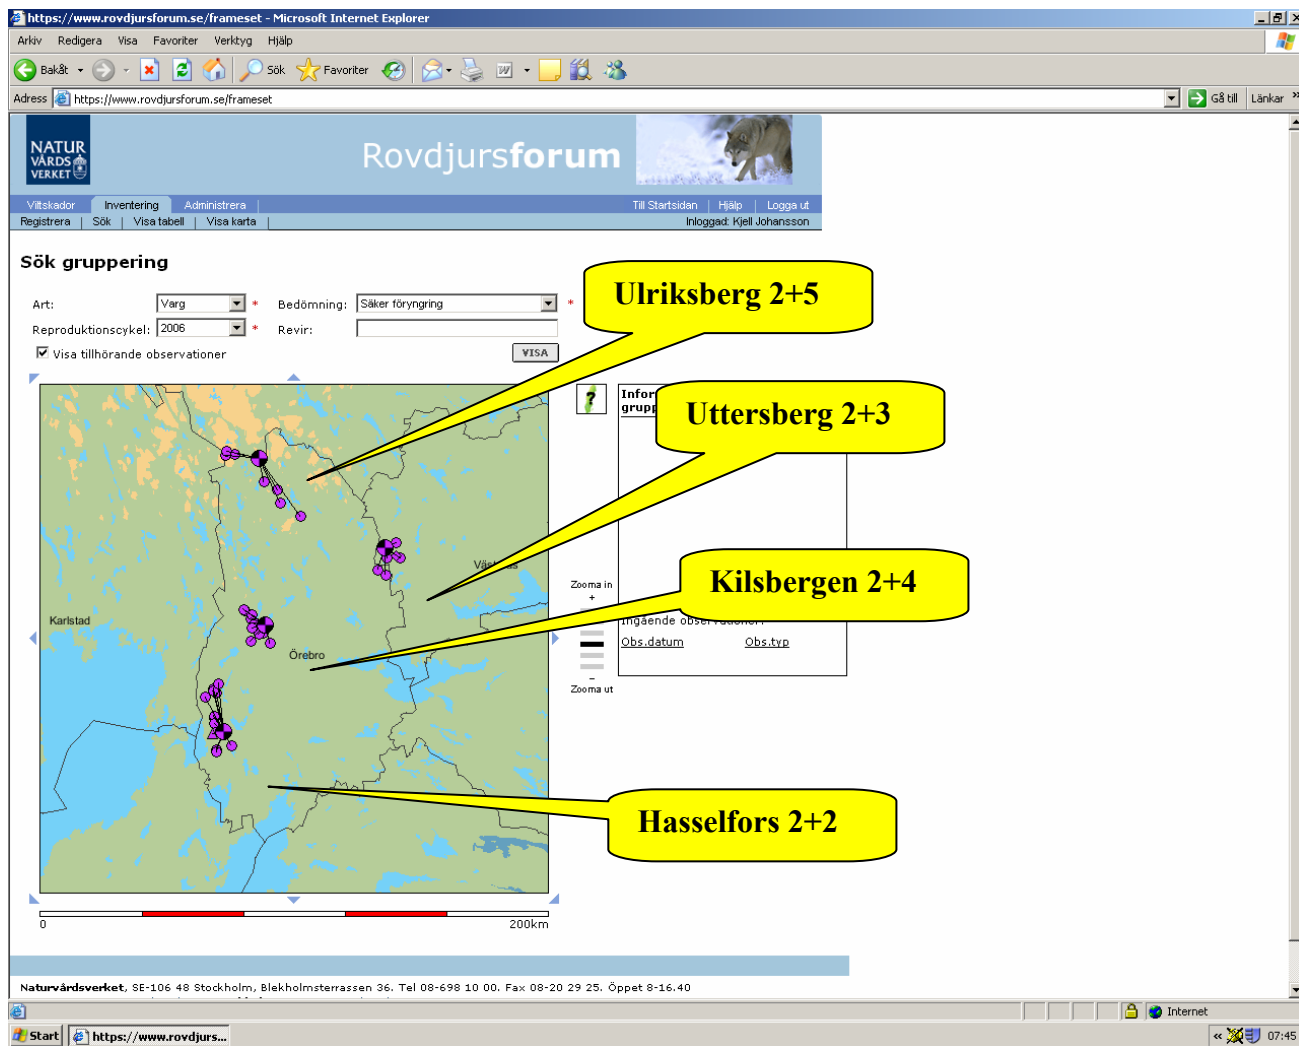 https://www.rovdjursforum.se/frameset - Microsoft Internet Explorer
Arkiv Redigera Visa Favoriter Verktyg Hjälp
Bakåt Sök Favoriter
Adress https://www.rovdjursforum.se/frameset Gå till Länkar »
NATUR
VÅRDS
VERKET
Rovdjursforum
Viltskador Inventering Administrera | Till Startsidan | Hjälp | Logga ut
Registrera | Sök | Visa tabell | Visa karta | Inloggad: Kjell Johansson
Sök gruppering
Art: Varg * Bedömning: Säker föryngring *
Reproduktionscykel: 2006 * Revir:
Visa tillhörande observationer VISA
Ulriksberg 2+5
?
Infor
grupp
Uttersberg 2+3
Kilsbergen 2+4
Hasselfors 2+2
Karlstad
Örebro
Zooma in
+
–
Zooma ut
Ingående observationer:
Obs.datum Obs.typ
0 200km
Naturvårdsverket, SE-106 48 Stockholm, Blekholmsterrassen 36. Tel 08-698 10 00. Fax 08-20 29 25. Öppet 8-16.40
Internet
Start https://www.rovdjurs... « 07:45